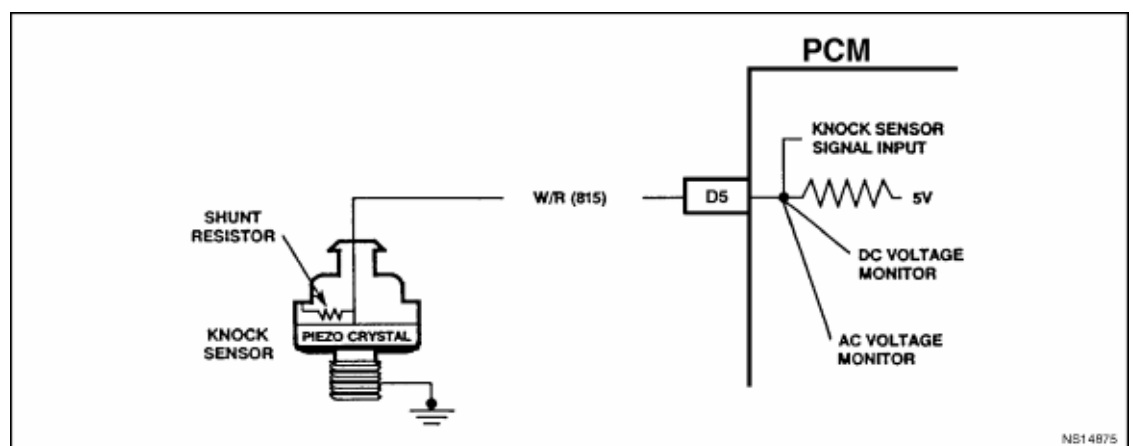 PCM
KNOCK SENSOR
SIGNAL INPUT
W/R (815)
D5
5V
SHUNT
RESISTOR
DC VOLTAGE
MONITOR
KNOCK
SENSOR
PIEZO CRYSTAL
AC VOLTAGE
MONITOR
NS14875